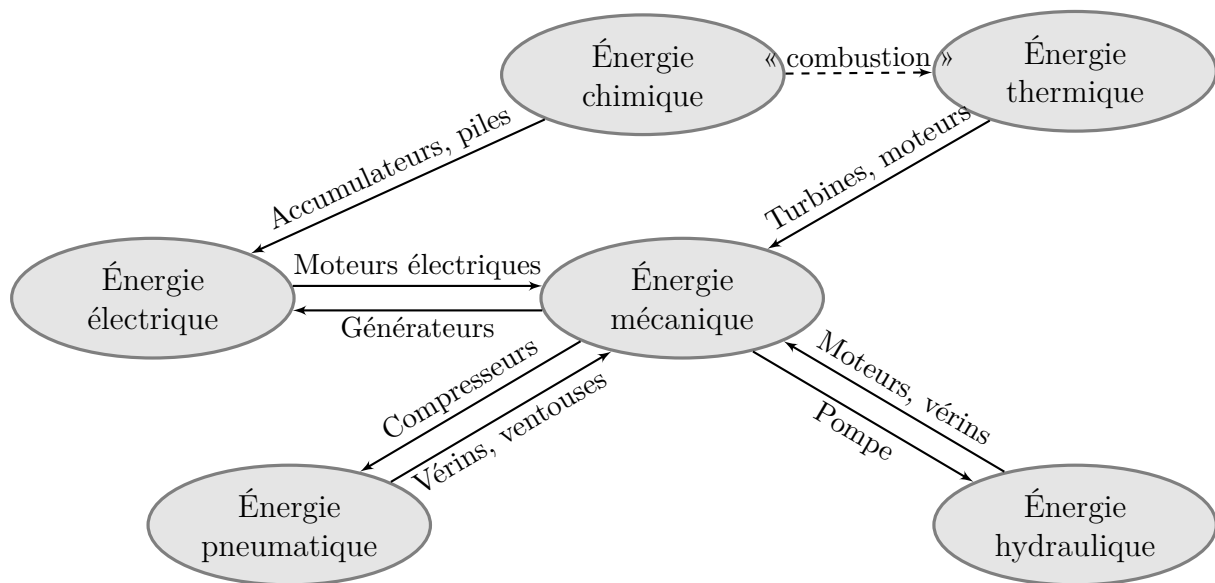 Énergie
chimique
« combustion »
Énergie
thermique
Accumulateurs, piles
Turbines, moteurs
Énergie
électrique
Moteurs électriques
Générateurs
Énergie
mécanique
Compresseurs
Vérins, ventouses
Moteurs, vérins
Pompe
Énergie
pneumatique
Énergie
hydraulique